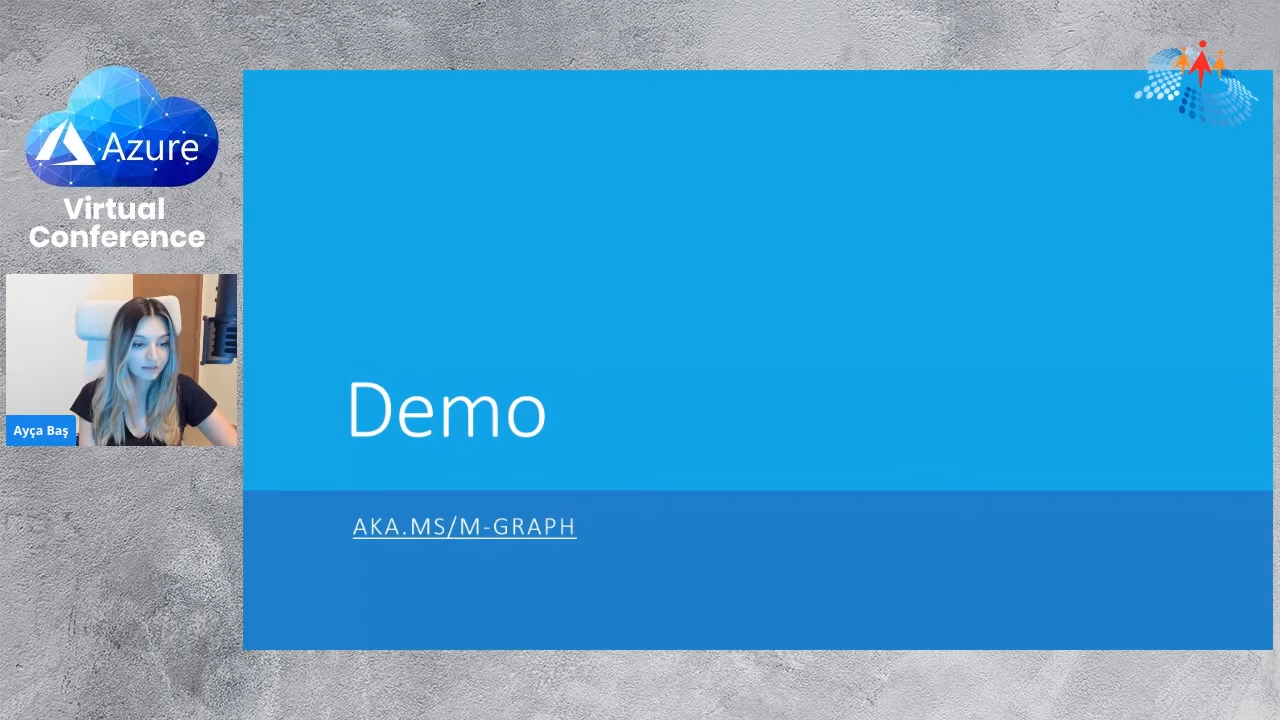 Azure
Virtual
Conference
Ayça Baş
Demo
AKA.MS/M-GRAPH